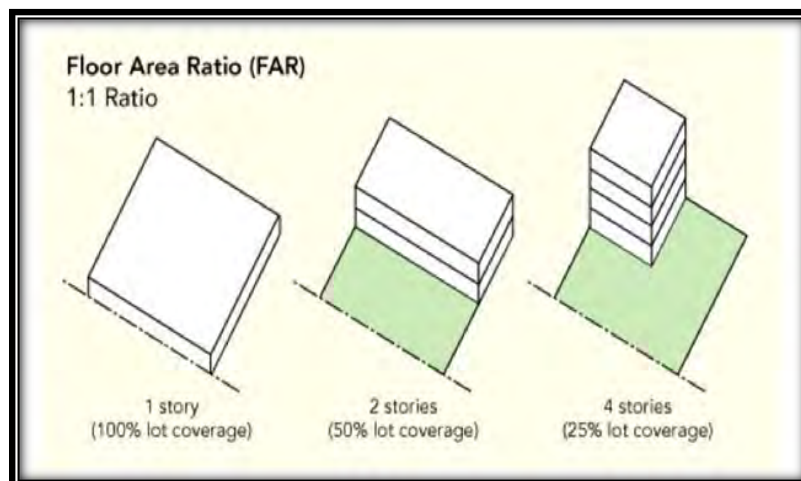 Floor Area Ratio (FAR)
1:1 Ratio
1 story
(100% lot coverage)
2 stories
(50% lot coverage)
4 stories
(25% lot coverage)